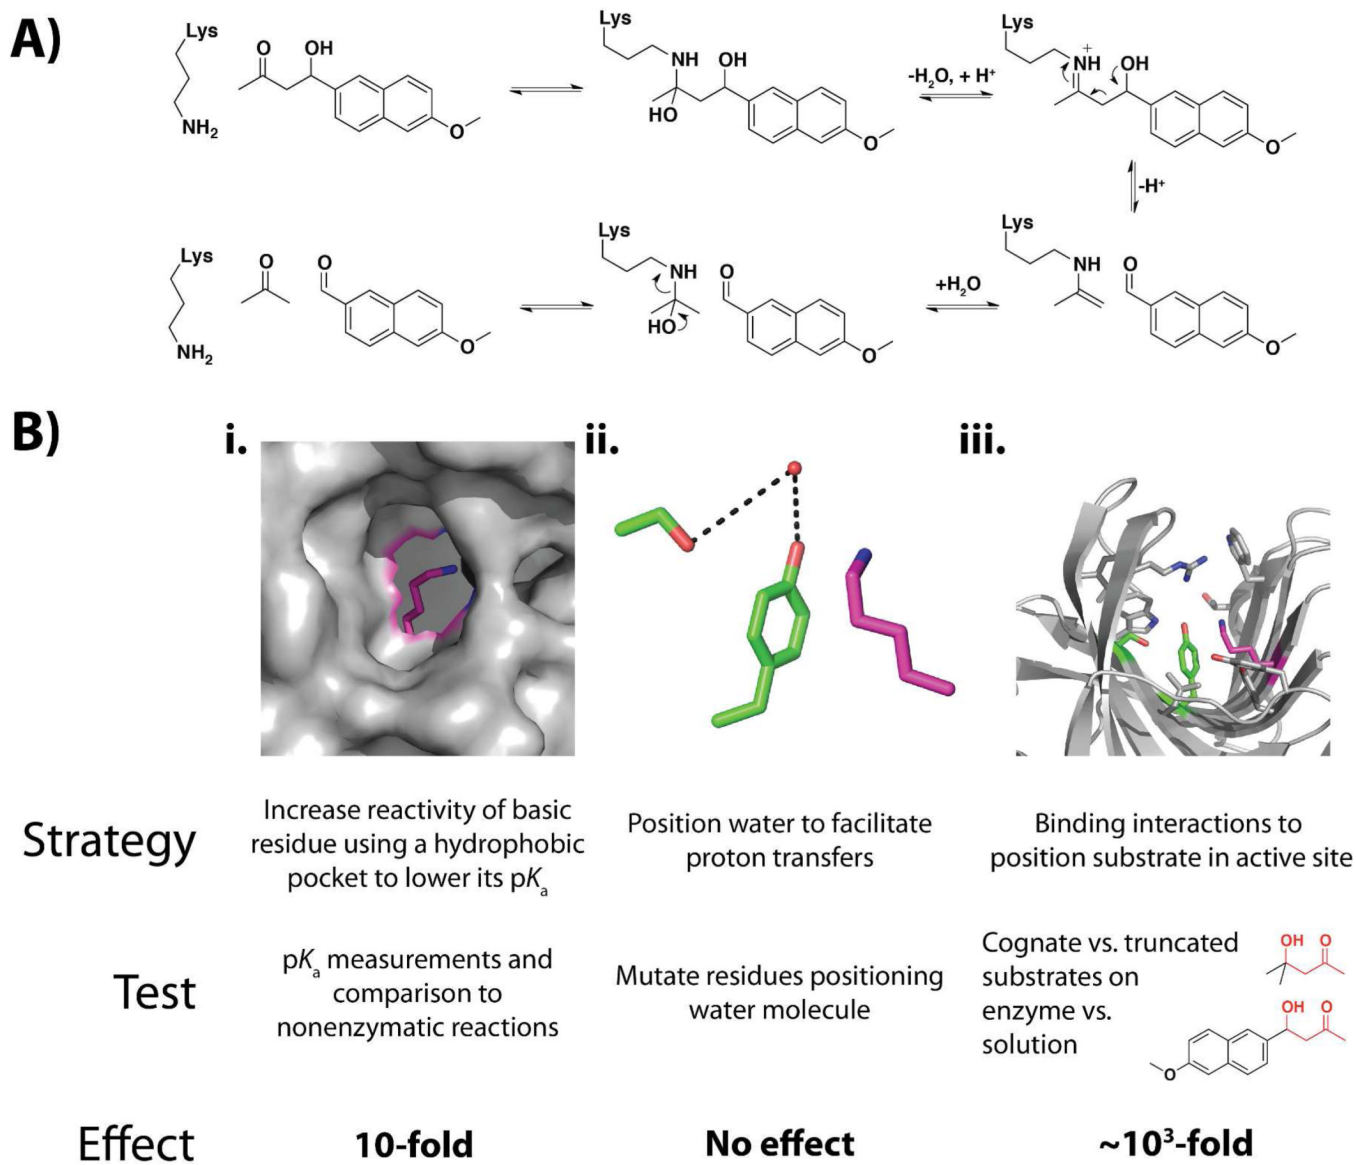 A)
Lys
NH2
O
OH
O
Lys
NH
OH
HO
O
-H2O, + H+
Lys
+
NH
OH
O
-H+
Lys
NH2
O
O
O
Lys
NH
HO
O
O
+H2O
Lys
NH
O
O
B)
i.
ii.
iii.
Strategy
Increase reactivity of basic
residue using a hydrophobic
pocket to lower its pKa
Position water to facilitate
proton transfers
Binding interactions to
position substrate in active site
Test
pKa measurements and
comparison to
nonenzymatic reactions
Mutate residues positioning
water molecule
Cognate vs. truncated
substrates on
enzyme vs.
solution
OH O
OH O
O
Effect
10-fold
No effect
~10³-fold